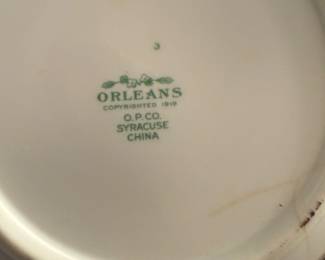 3
ORLEANS
COPYRIGHTED 1919
O.P.CO.
SYRACUSE
CHINA